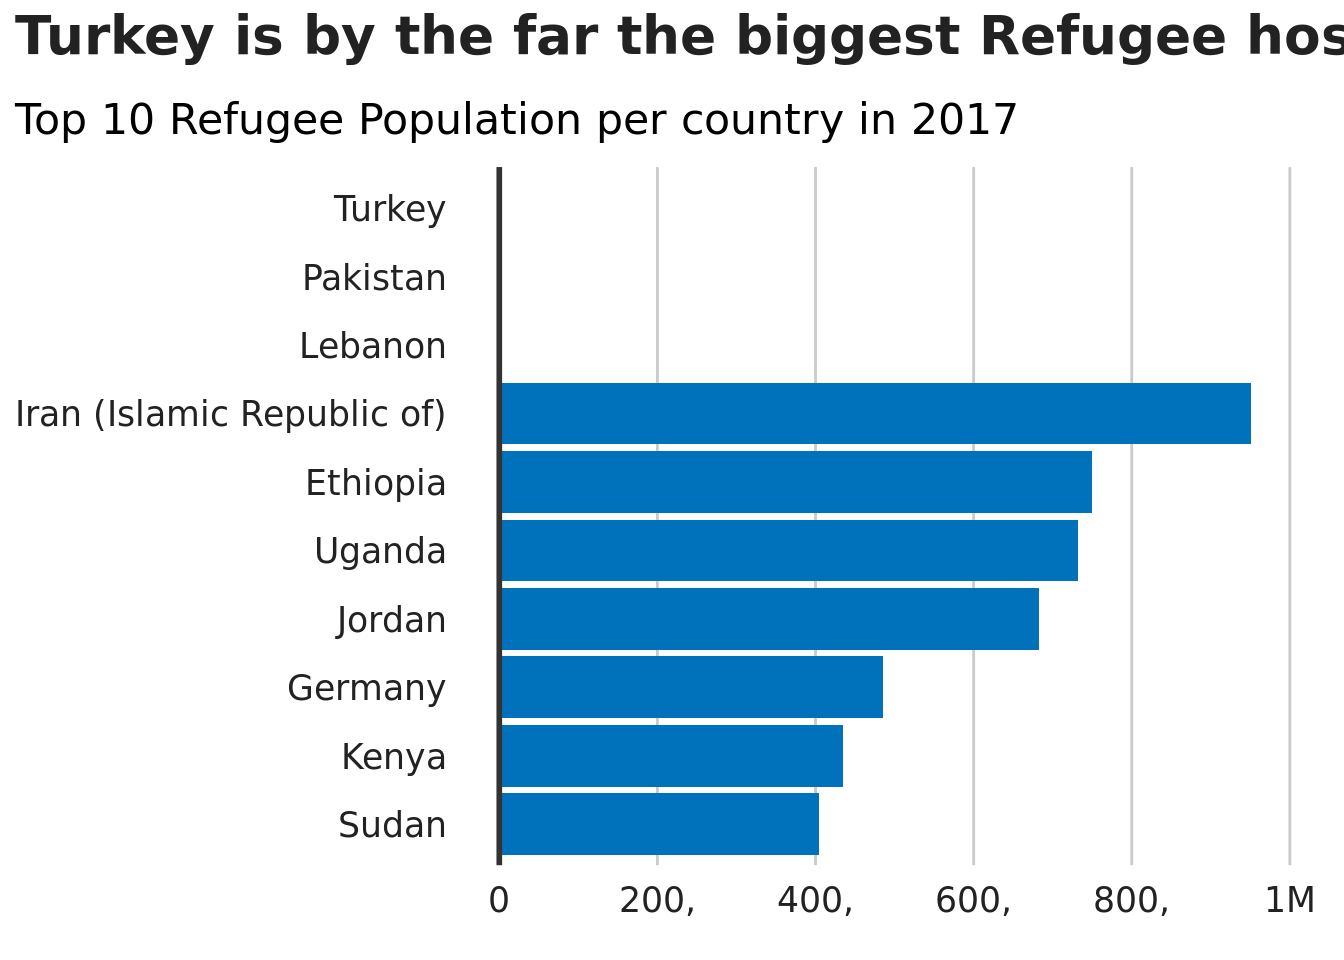 Turkey is by the far the biggest Refugee hos
Top 10 Refugee Population per country in 2017
Turkey
Pakistan
Lebanon
Iran (Islamic Republic of)
Ethiopia
Uganda
Jordan
Germany
Kenya
Sudan
0 200, 400, 600, 800, 1M